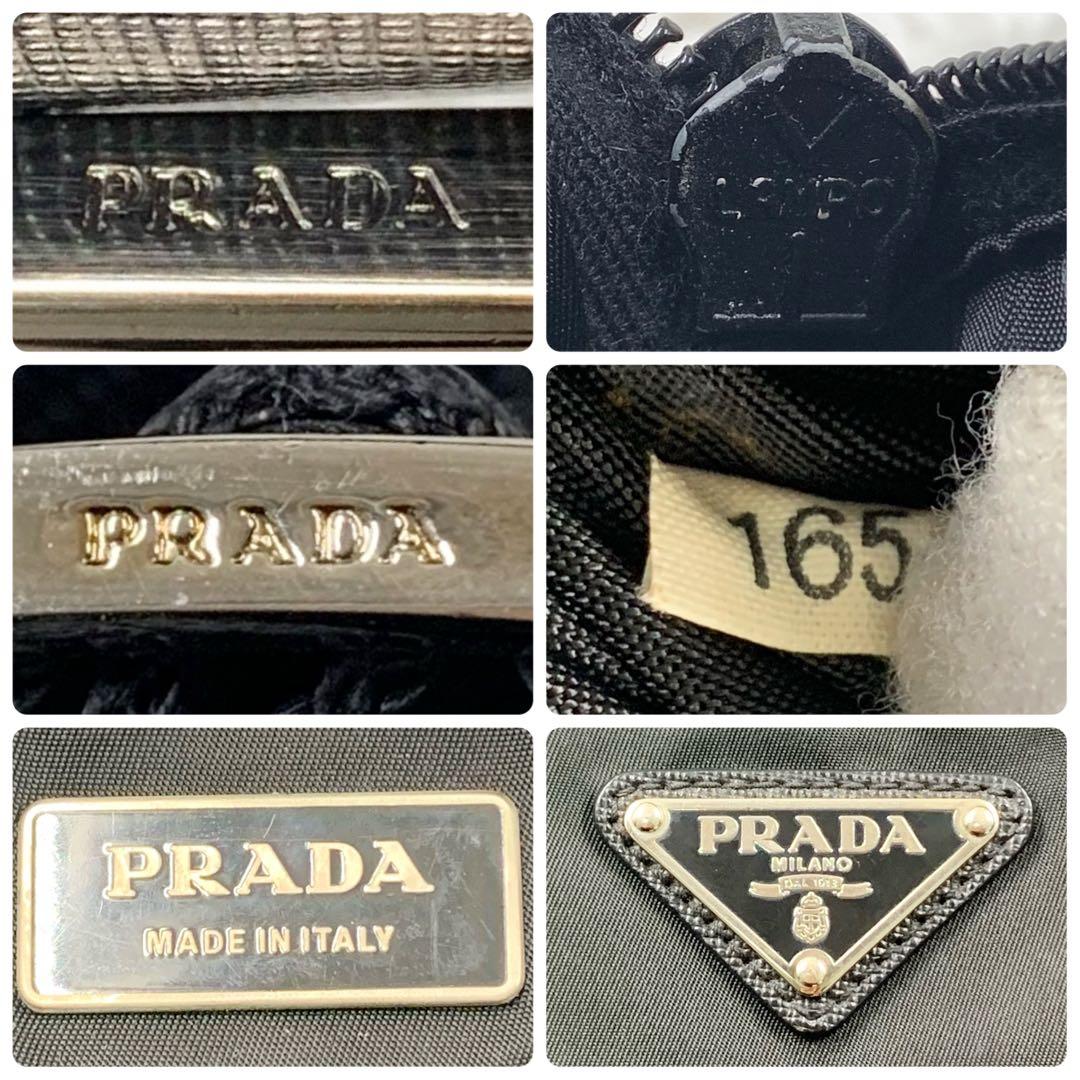 PRADA
LAMPO
PRADA
165
PRADA
MADE IN ITALY
PRADA
MILANO
DAL 1913